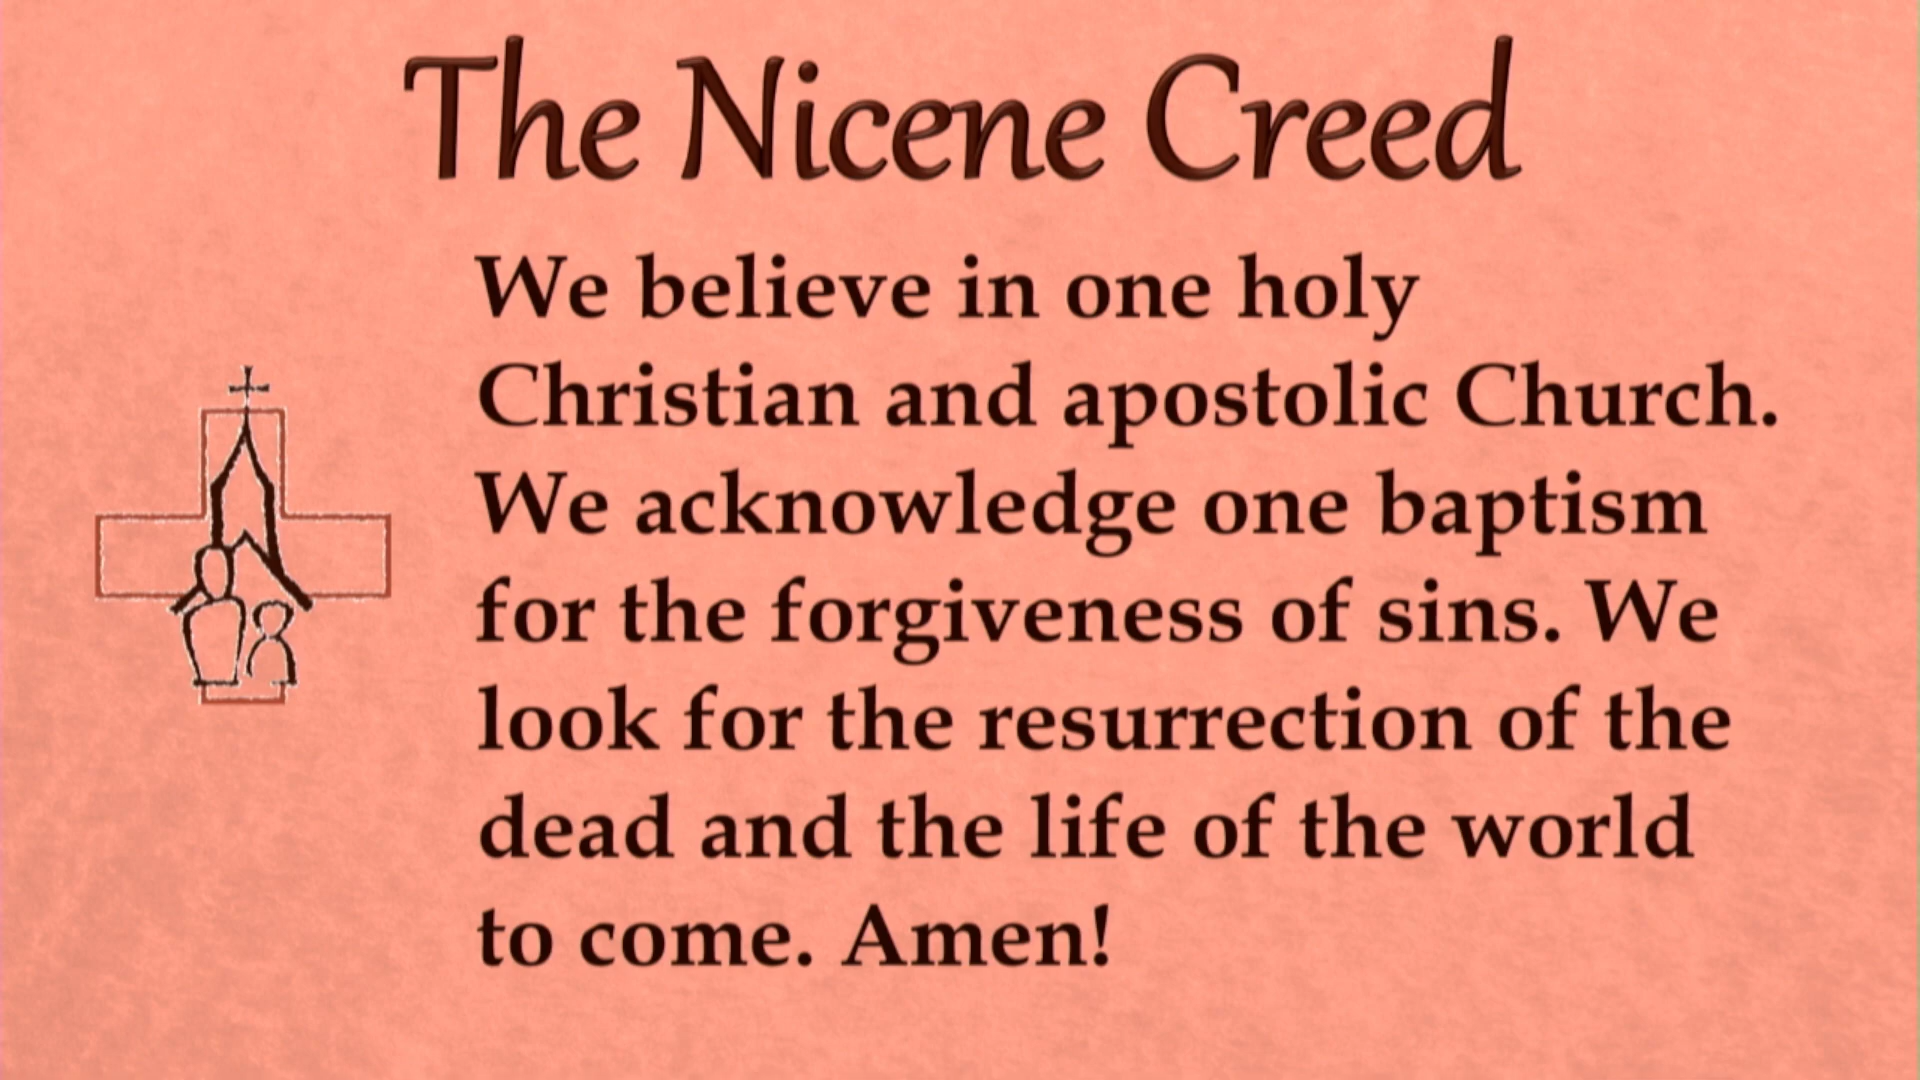 The Nicene Creed
We believe in one holy
Christian and apostolic Church.
We acknowledge one baptism
for the forgiveness of sins. We
look for the resurrection of the
dead and the life of the world
to come. Amen!